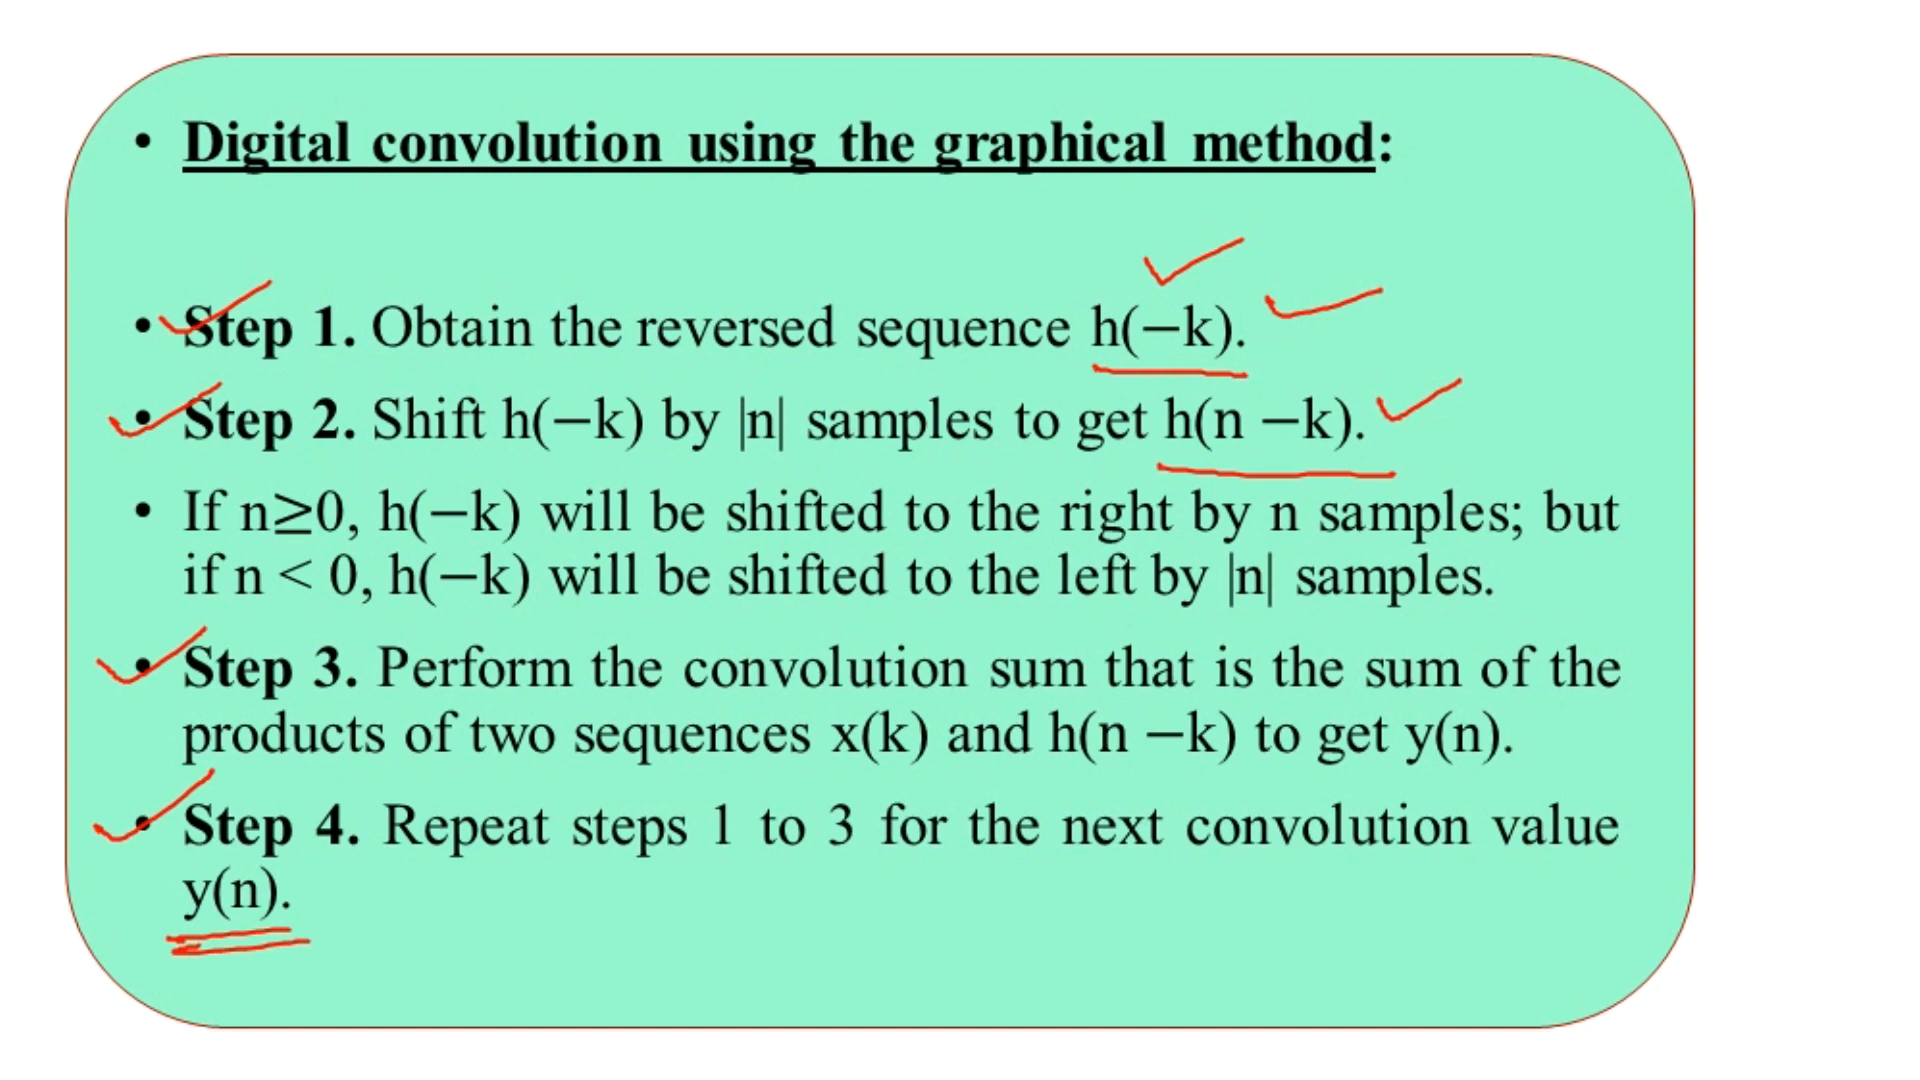 • Digital convolution using the graphical method:
• Step 1. Obtain the reversed sequence h(−k).
• Step 2. Shift h(−k) by |n| samples to get h(n −k).
• If n≥0, h(−k) will be shifted to the right by n samples; but
if n < 0, h(−k) will be shifted to the left by |n| samples.
• Step 3. Perform the convolution sum that is the sum of the
products of two sequences x(k) and h(n −k) to get y(n).
• Step 4. Repeat steps 1 to 3 for the next convolution value
y(n).